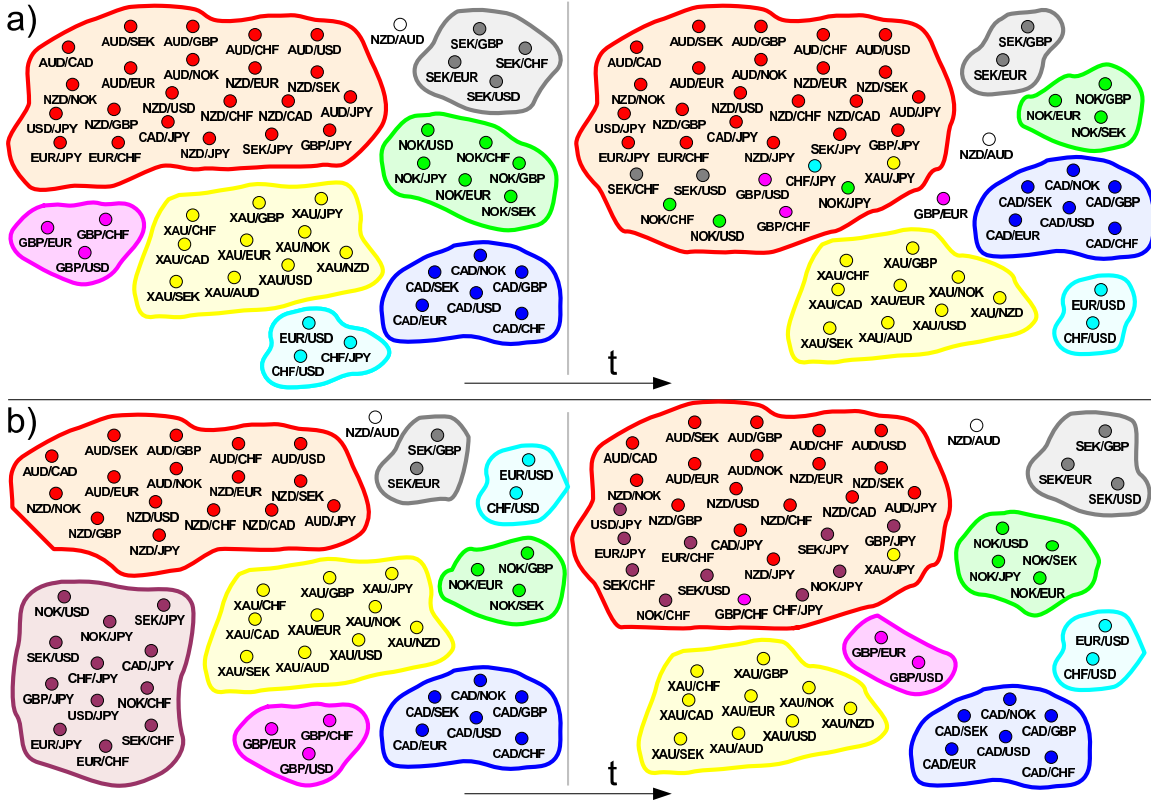 a)
AUD/SEK AUD/GBP AUD/CHF AUD/USD
AUD/CAD
AUD/EUR AUD/NOK NZD/EUR NZD/SEK
NZD/NOK NZD/USD NZD/CHF NZD/CAD AUD/JPY
USD/JPY NZD/GBP CAD/JPY
EUR/JPY EUR/CHF NZD/JPY SEK/JPY GBP/JPY
NZD/AUD
SEK/GBP
SEK/CHF
SEK/EUR
SEK/USD
NOK/USD NOK/CHF
NOK/JPY NOK/GBP
NOK/EUR
NOK/SEK
GBP/EUR GBP/CHF
GBP/USD
XAU/GBP XAU/JPY
XAU/CHF
XAU/CAD XAU/EUR XAU/NOK
XAU/NZD
XAU/SEK XAU/AUD XAU/USD
CAD/NOK
CAD/SEK CAD/GBP
CAD/EUR CAD/USD
CAD/CHF
EUR/USD
CHF/JPY
CHF/USD
AUD/SEK AUD/GBP AUD/CHF AUD/USD
AUD/CAD
AUD/EUR AUD/NOK NZD/EUR NZD/SEK
NZD/NOK NZD/USD NZD/CHF NZD/CAD AUD/JPY
USD/JPY NZD/GBP CAD/JPY
EUR/JPY EUR/CHF NZD/JPY SEK/JPY GBP/JPY
SEK/CHF SEK/USD GBP/USD CHF/JPY XAU/JPY
NOK/CHF NOK/USD GBP/CHF NOK/JPY
SEK/GBP
SEK/EUR
NOK/GBP
NOK/EUR
NOK/SEK
NZD/AUD
GBP/EUR
CAD/NOK
CAD/SEK CAD/GBP
CAD/EUR CAD/USD
CAD/CHF
XAU/GBP
XAU/CHF
XAU/CAD XAU/EUR XAU/NOK
XAU/NZD
XAU/SEK XAU/AUD XAU/USD
EUR/USD
CHF/USD
t
b)
AUD/SEK AUD/GBP AUD/CHF AUD/USD
AUD/CAD
AUD/EUR AUD/NOK NZD/EUR NZD/SEK
NZD/NOK NZD/USD NZD/CHF NZD/CAD AUD/JPY
NZD/GBP
NZD/JPY
NZD/AUD
SEK/GBP
SEK/EUR
EUR/USD
CHF/USD
NOK/GBP
NOK/EUR
NOK/SEK
NOK/USD SEK/JPY
NOK/JPY
SEK/USD CAD/JPY
CHF/JPY
GBP/JPY NOK/CHF
USD/JPY
EUR/JPY SEK/CHF
EUR/CHF
XAU/GBP XAU/JPY
XAU/CHF
XAU/CAD XAU/EUR XAU/NOK
XAU/NZD
XAU/SEK XAU/AUD XAU/USD
GBP/EUR GBP/CHF
GBP/USD
CAD/NOK
CAD/SEK CAD/GBP
CAD/EUR CAD/USD
CAD/CHF
AUD/SEK AUD/GBP AUD/CHF AUD/USD
AUD/CAD
AUD/EUR AUD/NOK NZD/EUR NZD/SEK
NZD/NOK NZD/USD NZD/CHF NZD/CAD AUD/JPY
USD/JPY NZD/GBP
EUR/JPY EUR/CHF CAD/JPY SEK/JPY GBP/JPY
SEK/CHF SEK/USD NZD/JPY NOK/JPY XAU/JPY
NOK/CHF GBP/CHF CHF/JPY
NZD/AUD
SEK/GBP
SEK/EUR
SEK/USD
NOK/USD
NOK/SEK
NOK/JPY
NOK/EUR
GBP/EUR
GBP/USD
EUR/USD
CHF/USD
XAU/GBP
XAU/CHF
XAU/CAD XAU/EUR XAU/NOK
XAU/NZD
XAU/SEK XAU/AUD XAU/USD
CAD/NOK
CAD/SEK CAD/GBP
CAD/EUR CAD/USD
CAD/CHF
t